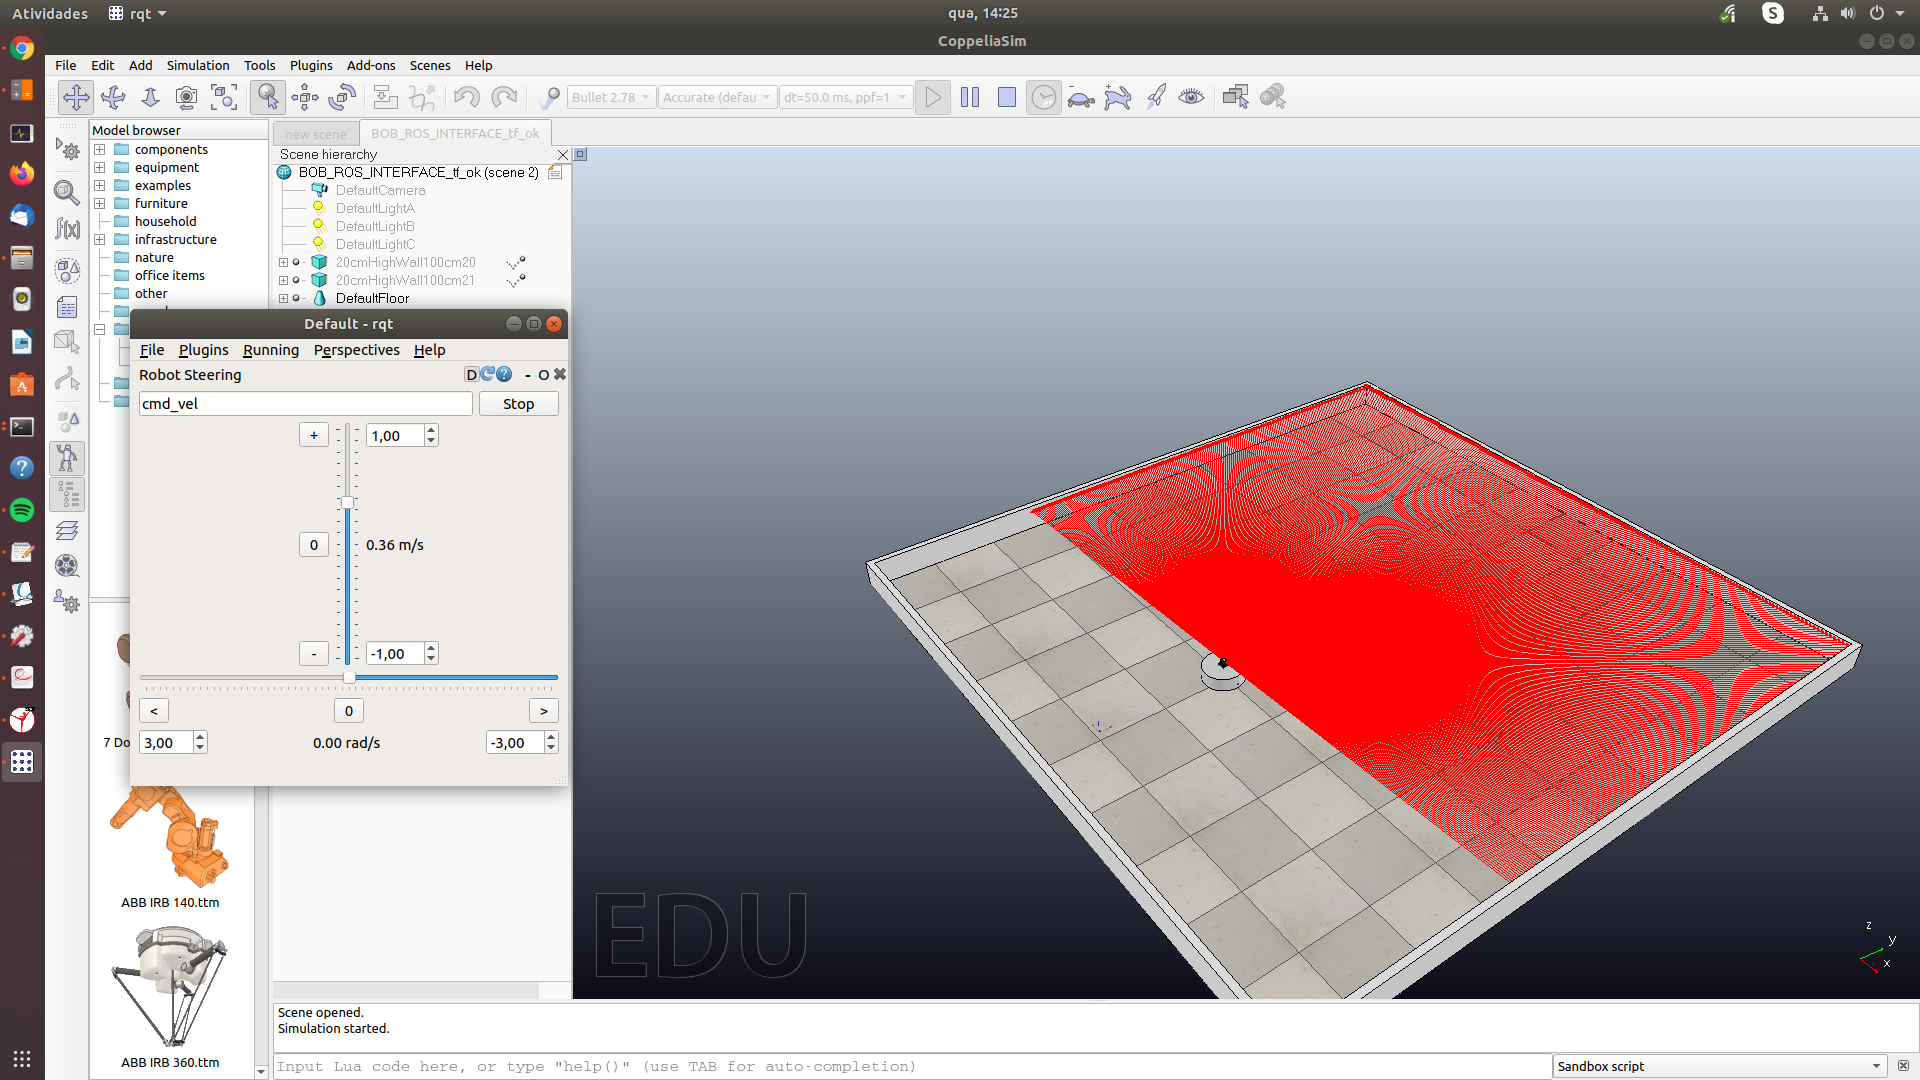 Atividades
rqt
qua, 14:25
CoppeliaSim
File Edit Add Simulation Tools Plugins Add-ons Scenes Help
Bullet 2.78
Accurate (defau
dt=50.0 ms, ppf=1
Model browser
components
equipment
examples
furniture
household
infrastructure
nature
office items
other
new scene
BOB_ROS_INTERFACE_tf_ok
Scene hierarchy
BOB_ROS_INTERFACE_tf_ok (scene 2)
DefaultCamera
DefaultLightA
DefaultLightB
DefaultLightC
20cmHighWall100cm20
20cmHighWall100cm21
DefaultFloor
Default - rqt
File Plugins Running Perspectives Help
Robot Steering
D
- O
cmd_vel
Stop
+
1,00
0
0.36 m/s
-
-1,00
< 0 >
3,00
0.00 rad/s
-3,00
7 Do
ABB IRB 140.ttm
ABB IRB 360.ttm
EDU
z
y
x
Scene opened.
Simulation started.
Input Lua code here, or type "help()" (use TAB for auto-completion)
Sandbox script